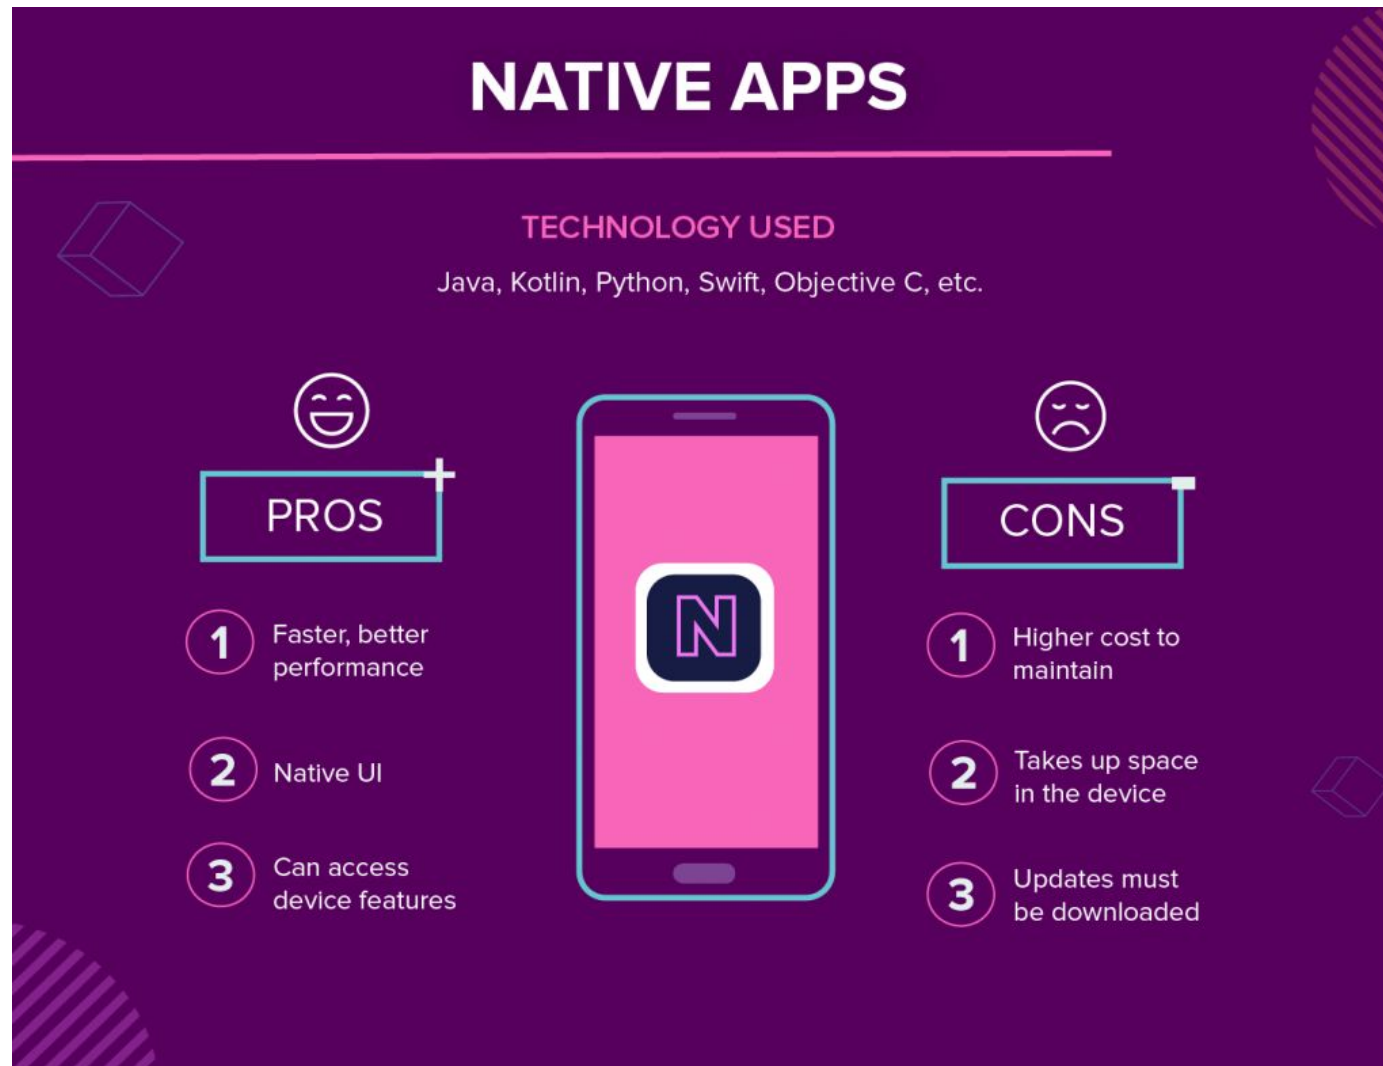 NATIVE APPS
TECHNOLOGY USED
Java, Kotlin, Python, Swift, Objective C, etc.
PROS
1
Faster, better
performance
2
Native UI
3
Can access
device features
N
CONS
1
Higher cost to
maintain
2
Takes up space
in the device
3
Updates must
be downloaded